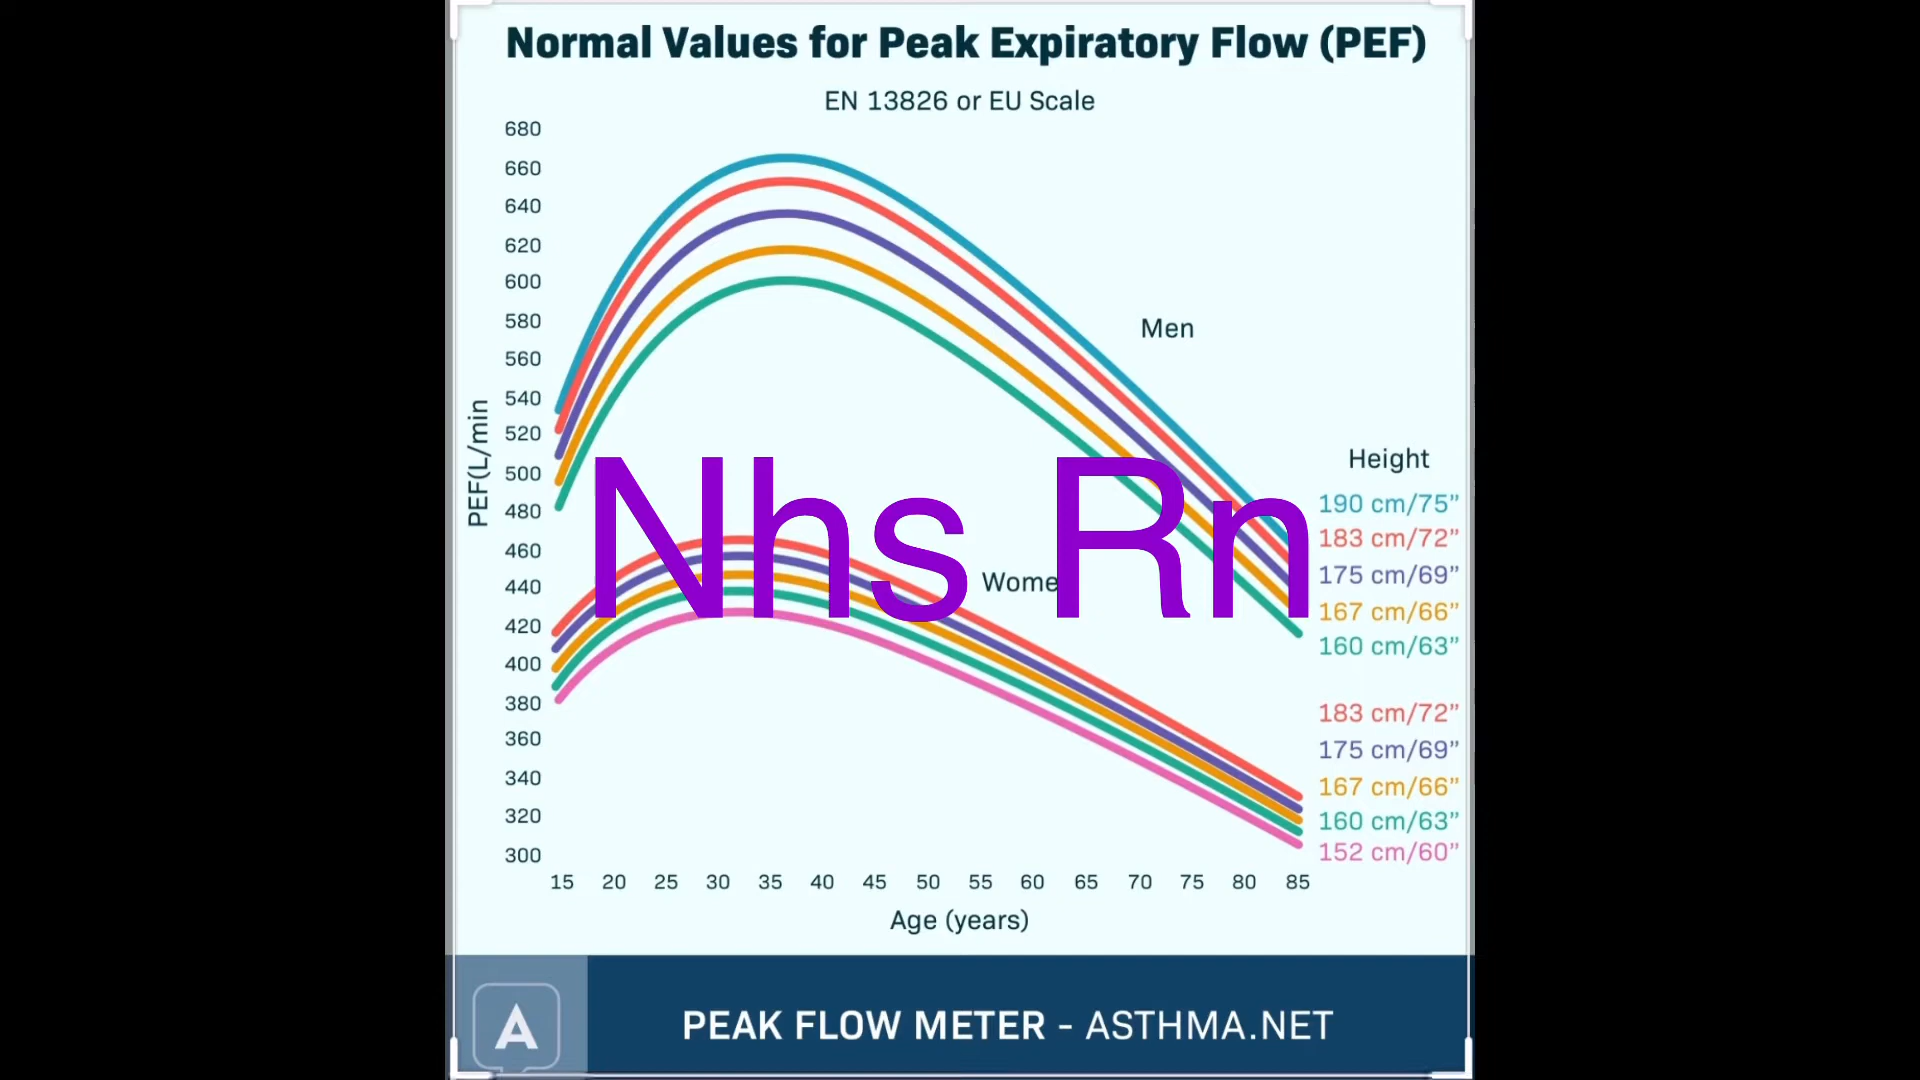 Normal Values for Peak Expiratory Flow (PEF)
EN 13826 or EU Scale
680
660
640
620
600
580
560
540
520
500
480
460
440
420
400
380
360
340
320
300
PEF(L/min
Men
Wome
Nhs Rn
Height
190 cm/75”
183 cm/72”
175 cm/69”
167 cm/66”
160 cm/63”
183 cm/72”
175 cm/69”
167 cm/66”
160 cm/63”
152 cm/60”
15 20 25 30 35 40 45 50 55 60 65 70 75 80 85
Age (years)
A
PEAK FLOW METER - ASTHMA.NET